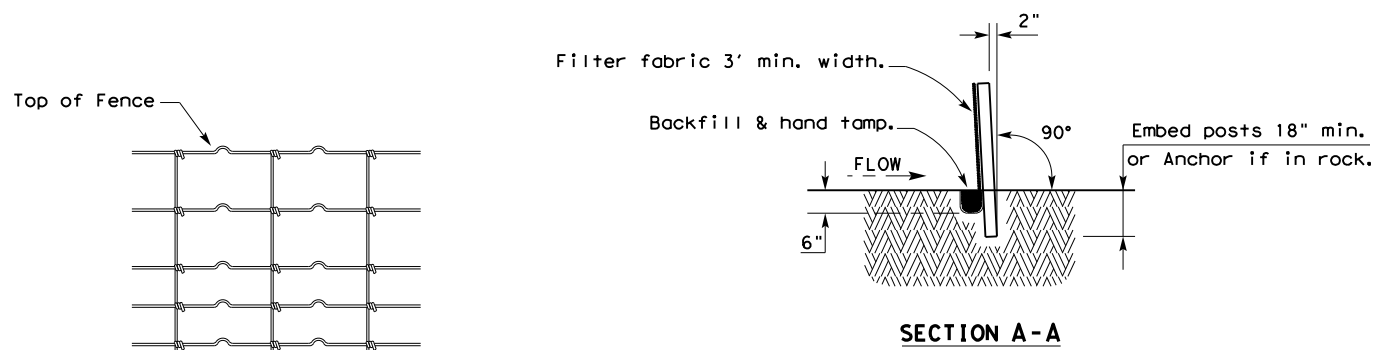 Top of Fence
2"
Filter fabric 3' min. width.
Backfill & hand tamp.
90°
Embed posts 18" min.
or Anchor if in rock.
FLOW
6"
SECTION A-A